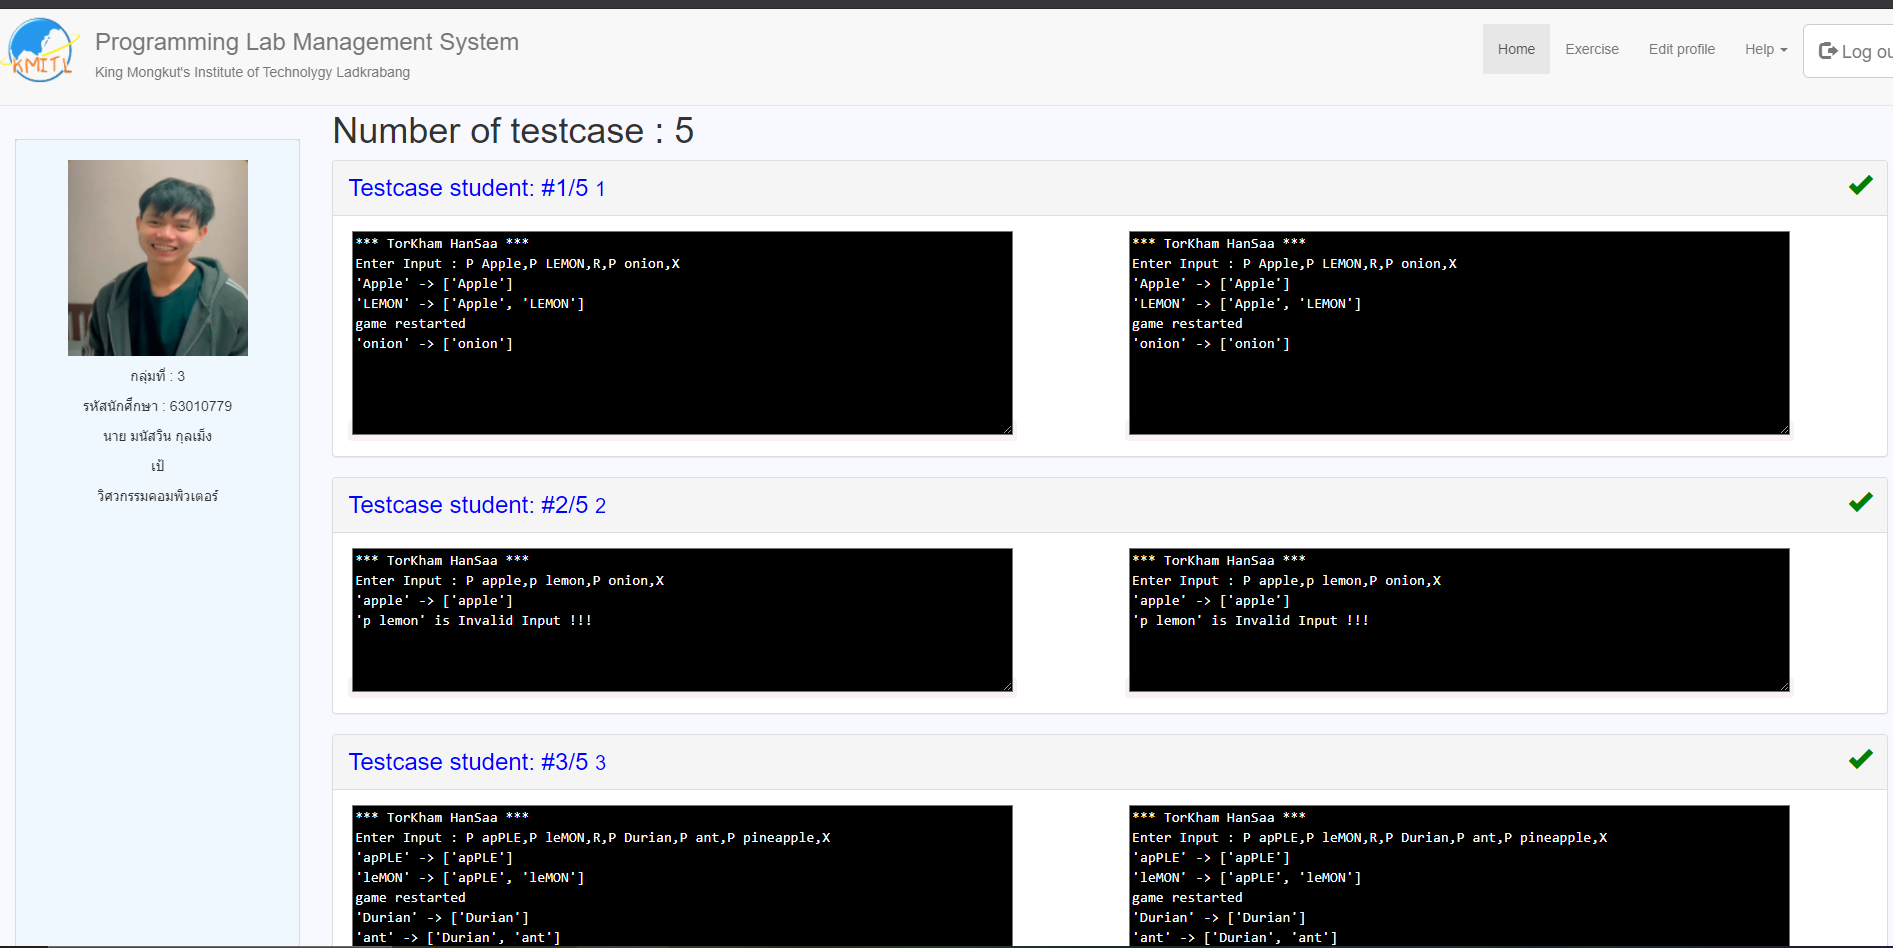 KMITL
Programming Lab Management System
King Mongkut's Institute of Technolygy Ladkrabang
Home
Exercise
Edit profile
Help
Log ou
กลุ่มที่ : 3
รหัสนักศึกษา : 63010779
นาย มนัสวิน กุลเม็ง
เป้
วิศวกรรมคอมพิวเตอร์
Number of testcase : 5
Testcase student: #1/5 1
*** TorKham HanSaa ***
Enter Input : P Apple,P LEMON,R,P onion,X
'Apple' -> ['Apple']
'LEMON' -> ['Apple', 'LEMON']
game restarted
'onion' -> ['onion']
*** TorKham HanSaa ***
Enter Input : P Apple,P LEMON,R,P onion,X
'Apple' -> ['Apple']
'LEMON' -> ['Apple', 'LEMON']
game restarted
'onion' -> ['onion']
Testcase student: #2/5 2
*** TorKham HanSaa ***
Enter Input : P apple,p lemon,P onion,X
'apple' -> ['apple']
'p lemon' is Invalid Input !!!
*** TorKham HanSaa ***
Enter Input : P apple,p lemon,P onion,X
'apple' -> ['apple']
'p lemon' is Invalid Input !!!
Testcase student: #3/5 3
*** TorKham HanSaa ***
Enter Input : P apPLE,P leMON,R,P Durian,P ant,P pineapple,X
'apPLE' -> ['apPLE']
'leMON' -> ['apPLE', 'leMON']
game restarted
'Durian' -> ['Durian']
'ant' -> ['Durian', 'ant']
*** TorKham HanSaa ***
Enter Input : P apPLE,P leMON,R,P Durian,P ant,P pineapple,X
'apPLE' -> ['apPLE']
'leMON' -> ['apPLE', 'leMON']
game restarted
'Durian' -> ['Durian']
'ant' -> ['Durian', 'ant']